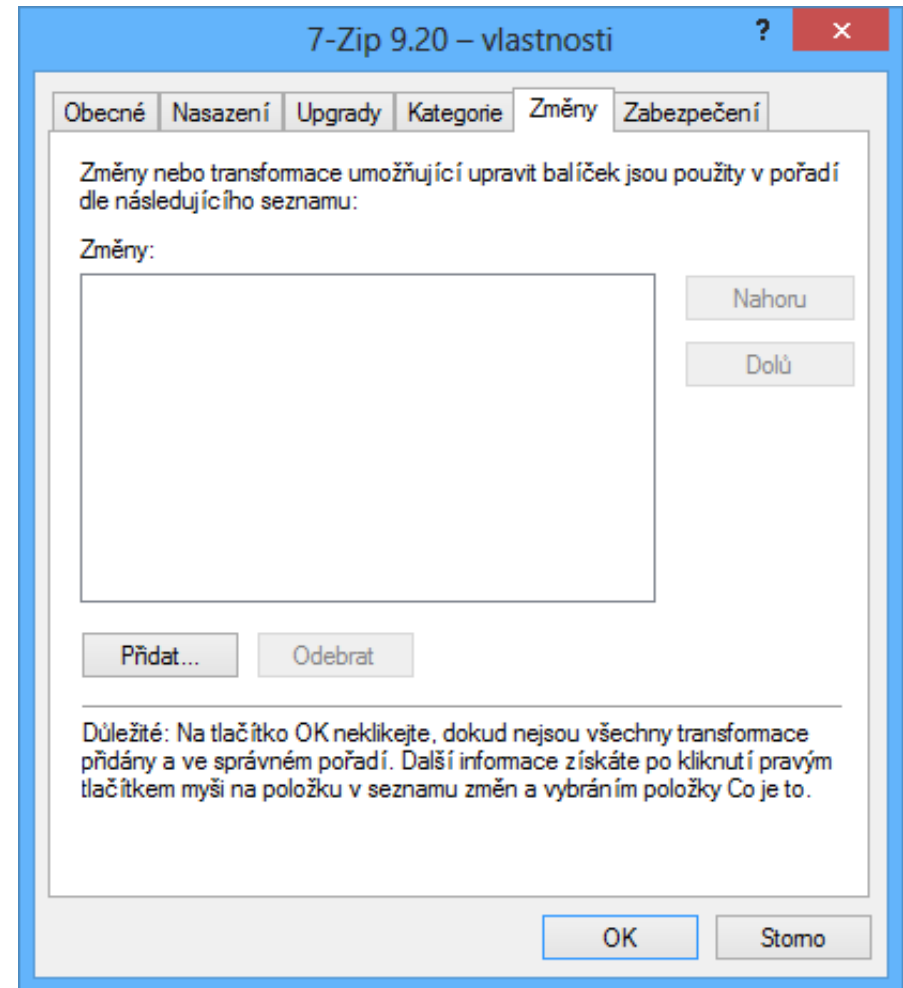 7-Zip 9.20 – vlastnosti
?
×
Obecné Nasazení Upgrady Kategorie Změny Zabezpečení
Změny nebo transformace umožňující upravit balíček jsou použity v pořadí
dle následujícího seznamu:
Změny:
Nahoru
Dolů
Přidat... Odebrat
Důležité: Na tlačítko OK neklikejte, dokud nejsou všechny transformace
přidány a ve správném pořadí. Další informace získáte po kliknutí pravým
tlačítkem myši na položku v seznamu změn a vybráním položky Co je to.
OK Storno